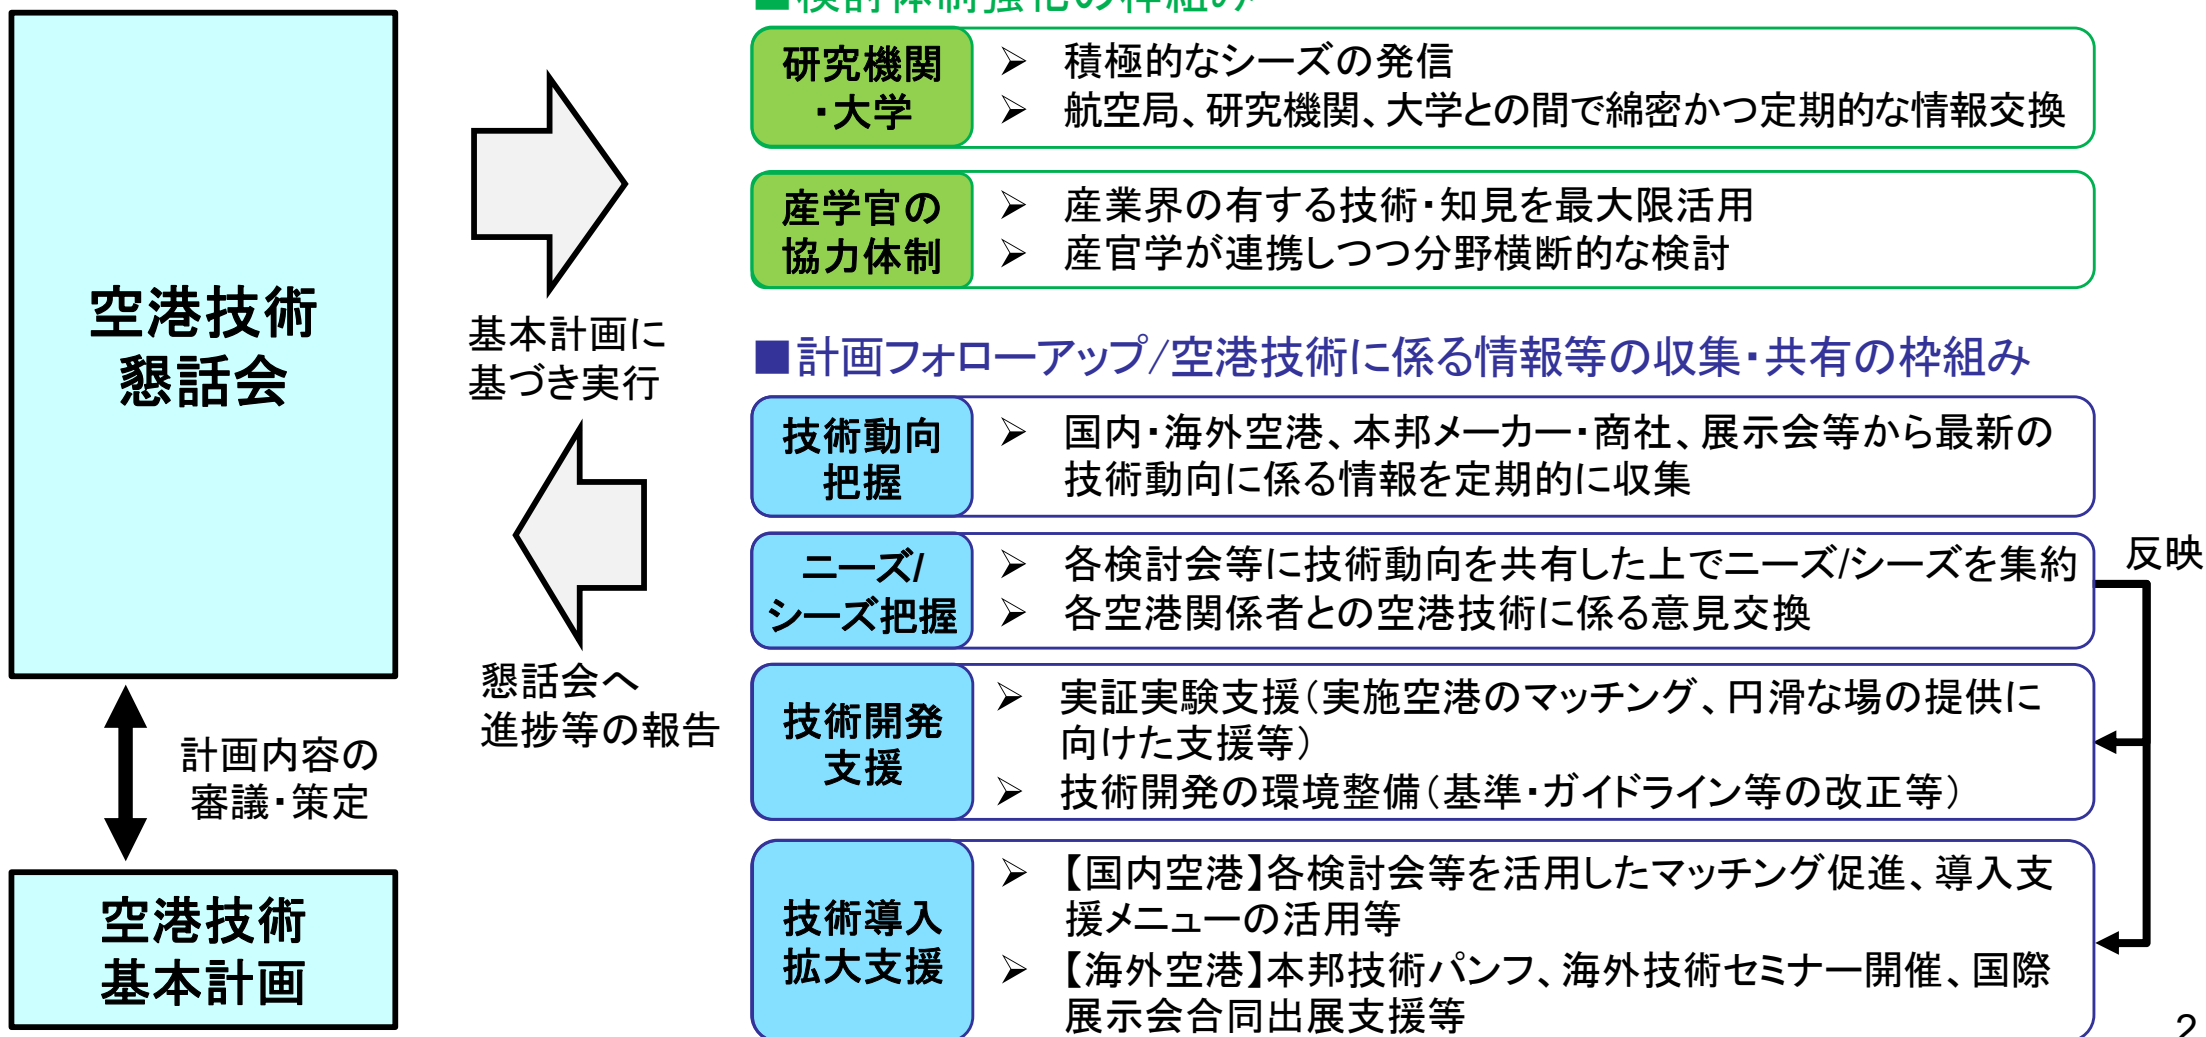 空港技術
懇話会
計画内容の
審議・策定
空港技術
基本計画
基本計画に
基づき実行
懇話会へ
進捗等の報告
■検討体制強化の枠組み
研究機関
・大学
➢ 積極的なシーズの発信
➢ 航空局、研究機関、大学との間で綿密かつ定期的な情報交換
産学官の
協力体制
➢ 産業界の有する技術・知見を最大限活用
➢ 産官学が連携しつつ分野横断的な検討
■計画フォローアップ/空港技術に係る情報等の収集・共有の枠組み
技術動向
把握
➢ 国内・海外空港、本邦メーカー・商社、展示会等から最新の
技術動向に係る情報を定期的に収集
ニーズ/
シーズ把握
➢ 各検討会等に技術動向を共有した上でニーズ/シーズを集約
➢ 各空港関係者との空港技術に係る意見交換
反映
技術開発
支援
➢ 実証実験支援（実施空港のマッチング、円滑な場の提供に
向けた支援等）
➢ 技術開発の環境整備（基準・ガイドライン等の改正等）
技術導入
拡大支援
➢ 【国内空港】各検討会等を活用したマッチング促進、導入支
援メニューの活用等
➢ 【海外空港】本邦技術パンフ、海外技術セミナー開催、国際
展示会合同出展支援等
2